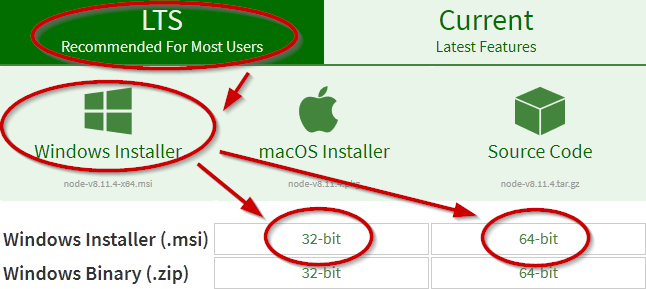 LTS
Recommended For Most Users
Current
Latest Features
Windows Installer
macOS Installer
Source Code
node-v8.11.4-x64.msi
node-v8.11.4.pkg
node-v8.11.4.tar.gz
Windows Installer (.msi)
32-bit
64-bit
Windows Binary (.zip)
32-bit
64-bit